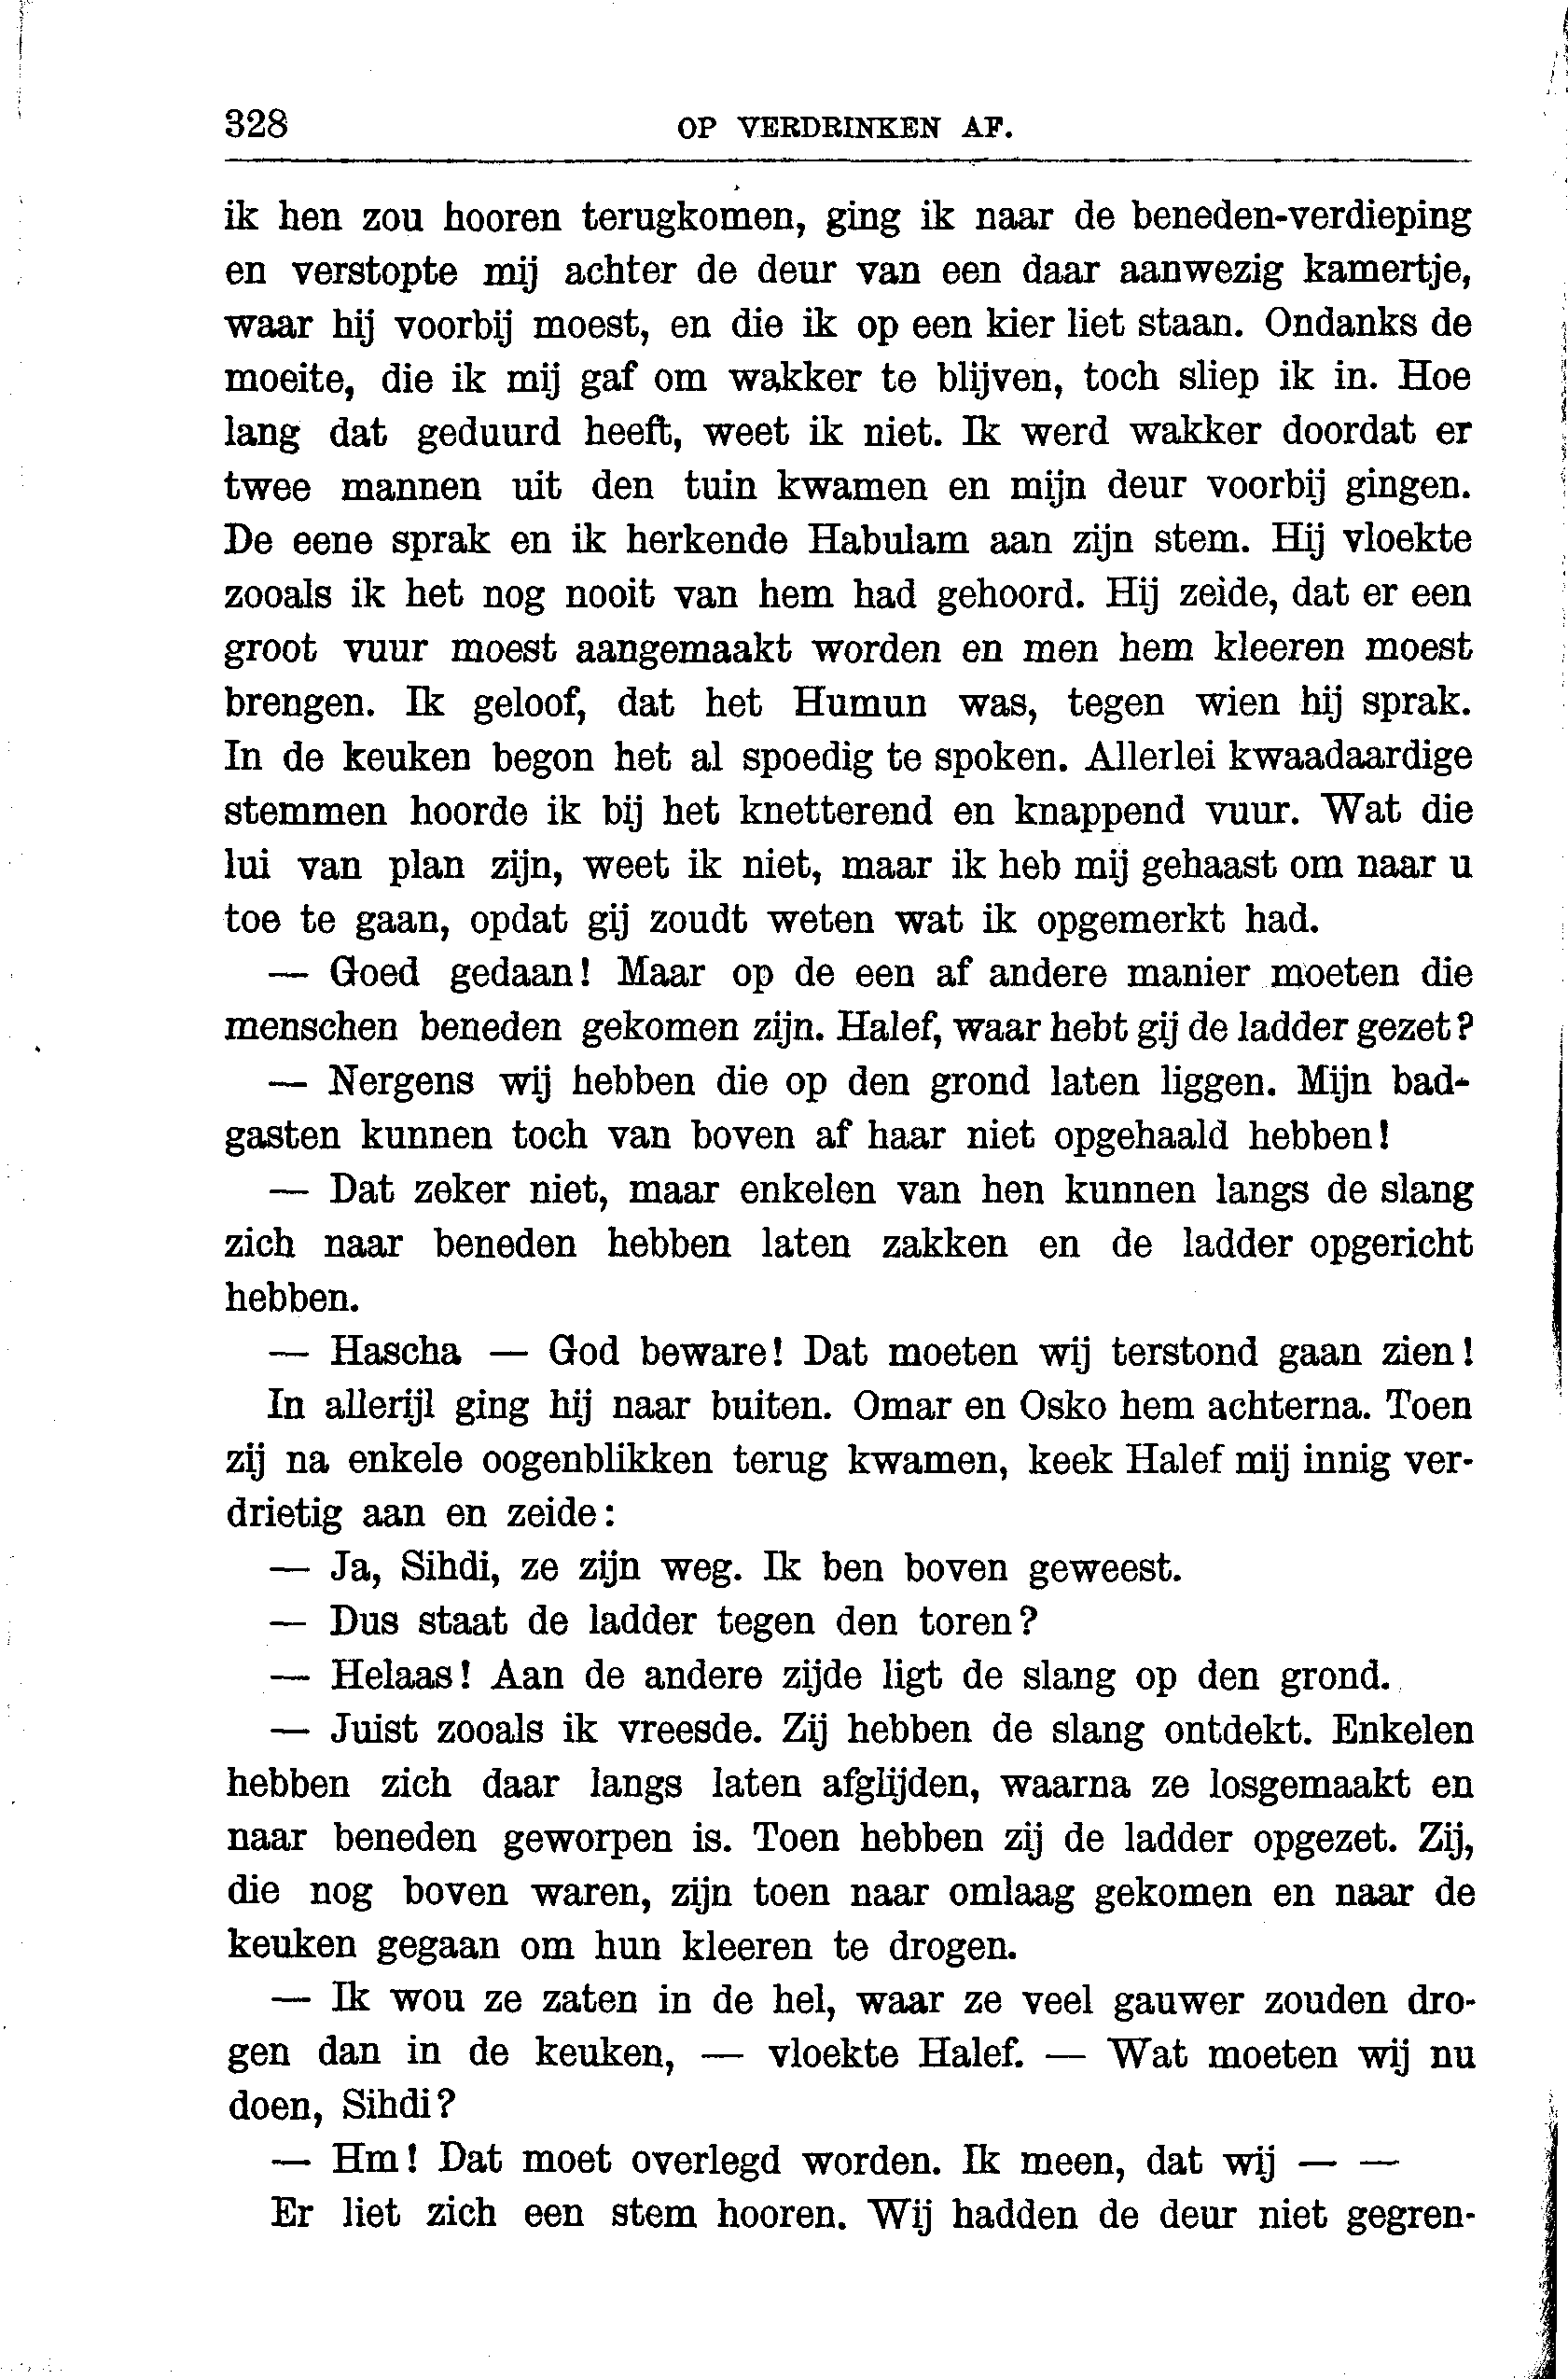 328 OP VERDRINKEN AF.
ik hen zou hooren terugkomen, ging ik naar de beneden-verdieping
en verstopte mij achter de deur van een daar aanwezig kamertje,
waar hij voorbij moest, en die ik op een kier liet staan. Ondanks de
moeite, die ik mij gaf om wakker te blijven, toch sliep ik in. Hoe
lang dat geduurd heeft, weet ik niet. Ik werd wakker doordat er
twee mannen uit den tuin kwamen en mijn deur voorbij gingen.
De eene sprak en ik herkende Habulam aan zijn stem. Hij vloekte
zooals ik het nog nooit van hem had gehoord. Hij zeide, dat er een
groot vuur moest aangemaakt worden en men hem kleeren moest
brengen. Ik geloof, dat het Humun was, tegen wien hij sprak.
In de keuken begon het al spoedig te spoken. Allerlei kwaadaardige
stemmen hoorde ik bij het knetterend en knappend vuur. Wat die
lui van plan zijn, weet ik niet, maar ik heb mij gehaast om naar u
toe te gaan, opdat gij zoudt weten wat ik opgemerkt had.
— Goed gedaan! Maar op de een af andere manier moeten die
menschen beneden gekomen zijn. Halef, waar hebt gij de ladder gezet?
— Nergens wij hebben die op den grond laten liggen. Mijn bad-
gasten kunnen toch van boven af haar niet opgehaald hebben!
— Dat zeker niet, maar enkelen van hen kunnen langs de slang
zich naar beneden hebben laten zakken en de ladder opgericht
hebben.
— Hascha — God beware! Dat moeten wij terstond gaan zien!
In allerijl ging hij naar buiten. Omar en Osko hem achterna. Toen
zij na enkele oogenblikken terug kwamen, keek Halef mij innig ver-
drietig aan en zeide:
— Ja, Sihdi, ze zijn weg. Ik ben boven geweest.
— Dus staat de ladder tegen den toren?
— Helaas! Aan de andere zijde ligt de slang op den grond.
— Juist zooals ik vreesde. Zij hebben de slang ontdekt. Enkelen
hebben zich daar langs laten afglijden, waarna ze losgemaakt en
naar beneden geworpen is. Toen hebben zij de ladder opgezet. Zij,
die nog boven waren, zijn toen naar omlaag gekomen en naar de
keuken gegaan om hun kleeren te drogen.
— Ik wou ze zaten in de hel, waar ze veel gauwer zouden dro-
gen dan in de keuken, — vloekte Halef. — Wat moeten wij nu
doen, Sihdi?
— Hm! Dat moet overlegd worden. Ik meen, dat wij — —
Er liet zich een stem hooren. Wij hadden de deur niet gegren-